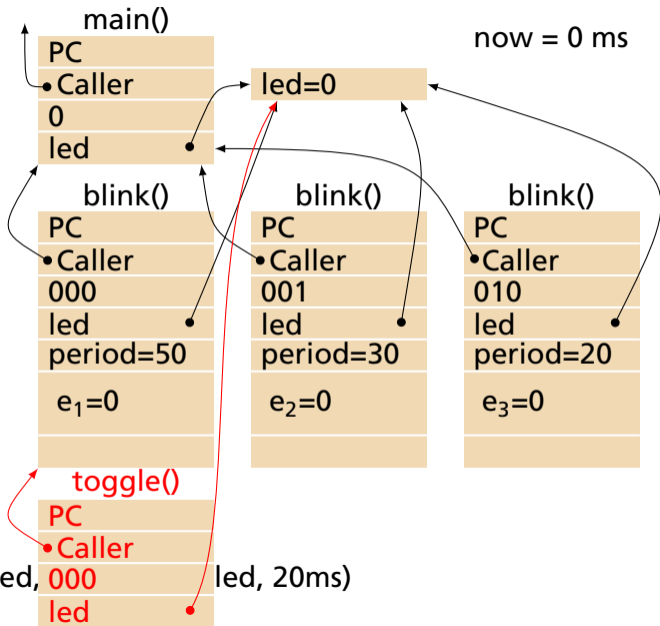 main()
now = 0 ms
PC
Caller
0
led
led=0
blink()
PC
Caller
000
led
period=50
e₁=0
blink()
PC
Caller
001
led
period=30
e₂=0
blink()
PC
Caller
010
led
period=20
e₃=0
toggle()
PC
Caller
ed, 000 led, 20ms)
led